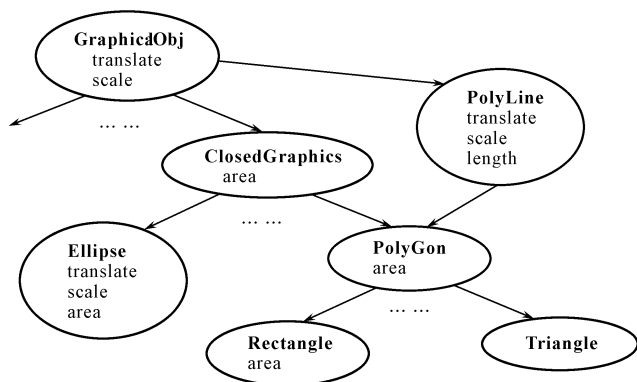 GraphicalObj
translate
scale
PolyLine
translate
scale
length
... ...
ClosedGraphics
area
... ...
Ellipse
translate
scale
area
PolyGon
area
... ...
Rectangle
area
Triangle